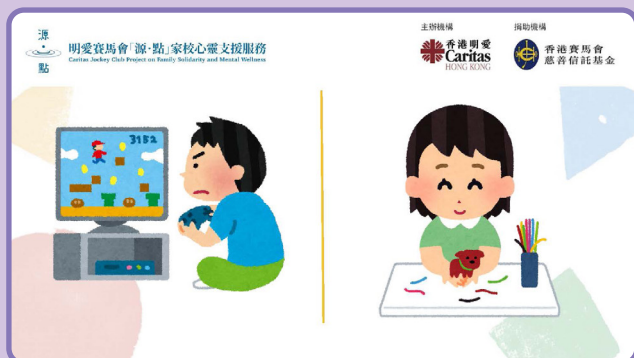 源
·
點
明愛賽馬會「源·點」家校心靈支援服務
Caritas Jockey Club Project on Family Solidarity and Mental Wellness
主辦機構
香港明愛
Caritas
HONG KONG
捐助機構
香港賽馬會
慈善信託基金
3152